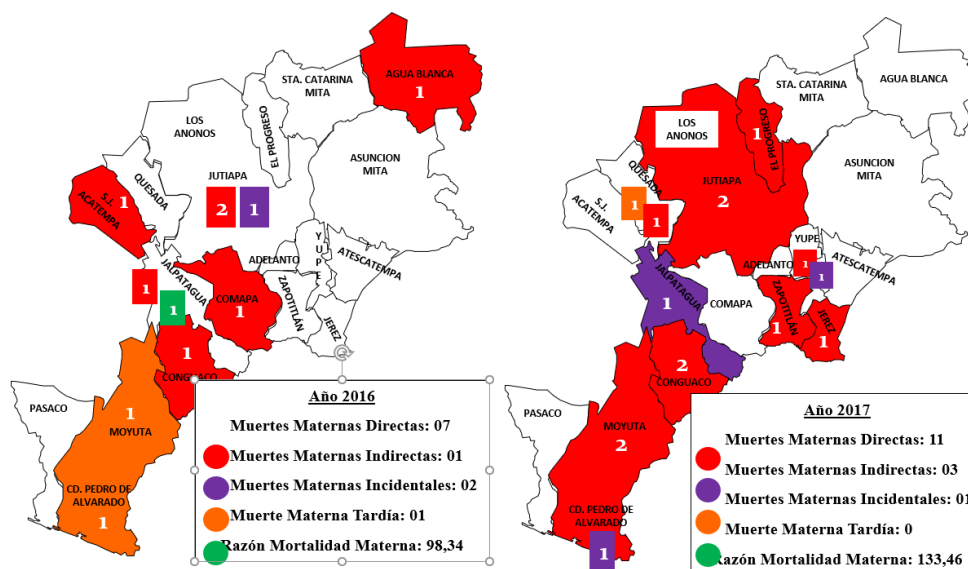 AGUA BLANCA
1
STA. CATARINA
MITA
LOS
ANONOS
EL PROGRESO
ASUNCION
MITA
QUESADA
S.J.
ACATEMPA
1
JUTIAPA
2
1
YUPE
ADELANTO
ATESCATEMPA
JALPATAGUA
1
1
COMAPA
1
ZAPOTITLÁN
JEREZ
1
CONGUACO
PASACO
1
MOYUTA
CD. PEDRO DE
ALVARADO
1
Año 2016
Muertes Maternas Directas: 07
Muertes Maternas Indirectas: 01
Muertes Maternas Incidentales: 02
Muerte Materna Tardía: 01
Razón Mortalidad Materna: 98,34
AGUA BLANCA
STA. CATARINA
MITA
LOS
ANONOS
1
EL PROGRESO
ASUNCION
MITA
QUESADA
S.J.
ACATEMPA
1
1
JUTIAPA
2
YUPE
1
1
ADELANTO
ATESCATEMPA
JALPATAGUA
1
COMAPA
ZAPOTITLÁN
1
JEREZ
1
2
CONGUACO
PASACO
MOYUTA
2
CD. PEDRO DE
ALVARADO
1
Año 2017
Muertes Maternas Directas: 11
Muertes Maternas Indirectas: 03
Muertes Maternas Incidentales: 01
Muerte Materna Tardía: 0
Razón Mortalidad Materna: 133,46